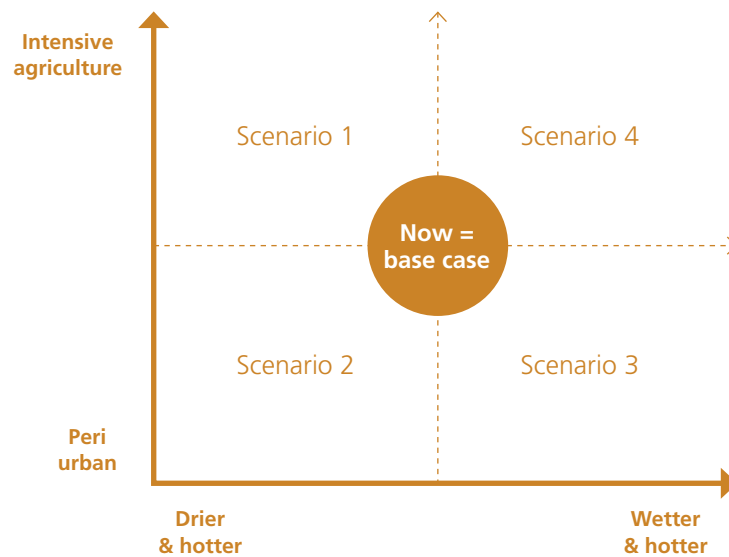 Intensive
agriculture
Scenario 1
Scenario 4
Now =
base case
Scenario 2
Scenario 3
Peri
urban
Drier
& hotter
Wetter
& hotter